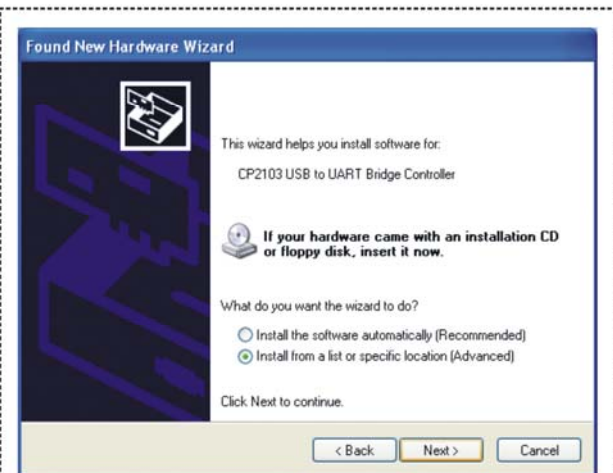 Found New Hardware Wizard
This wizard helps you install software for:
CP2103 USB to UART Bridge Controller
If your hardware came with an installation CD
or floppy disk, insert it now.
What do you want the wizard to do?
Install the software automatically (Recommended)
Install from a list or specific location (Advanced)
Click Next to continue.
< Back
Next >
Cancel